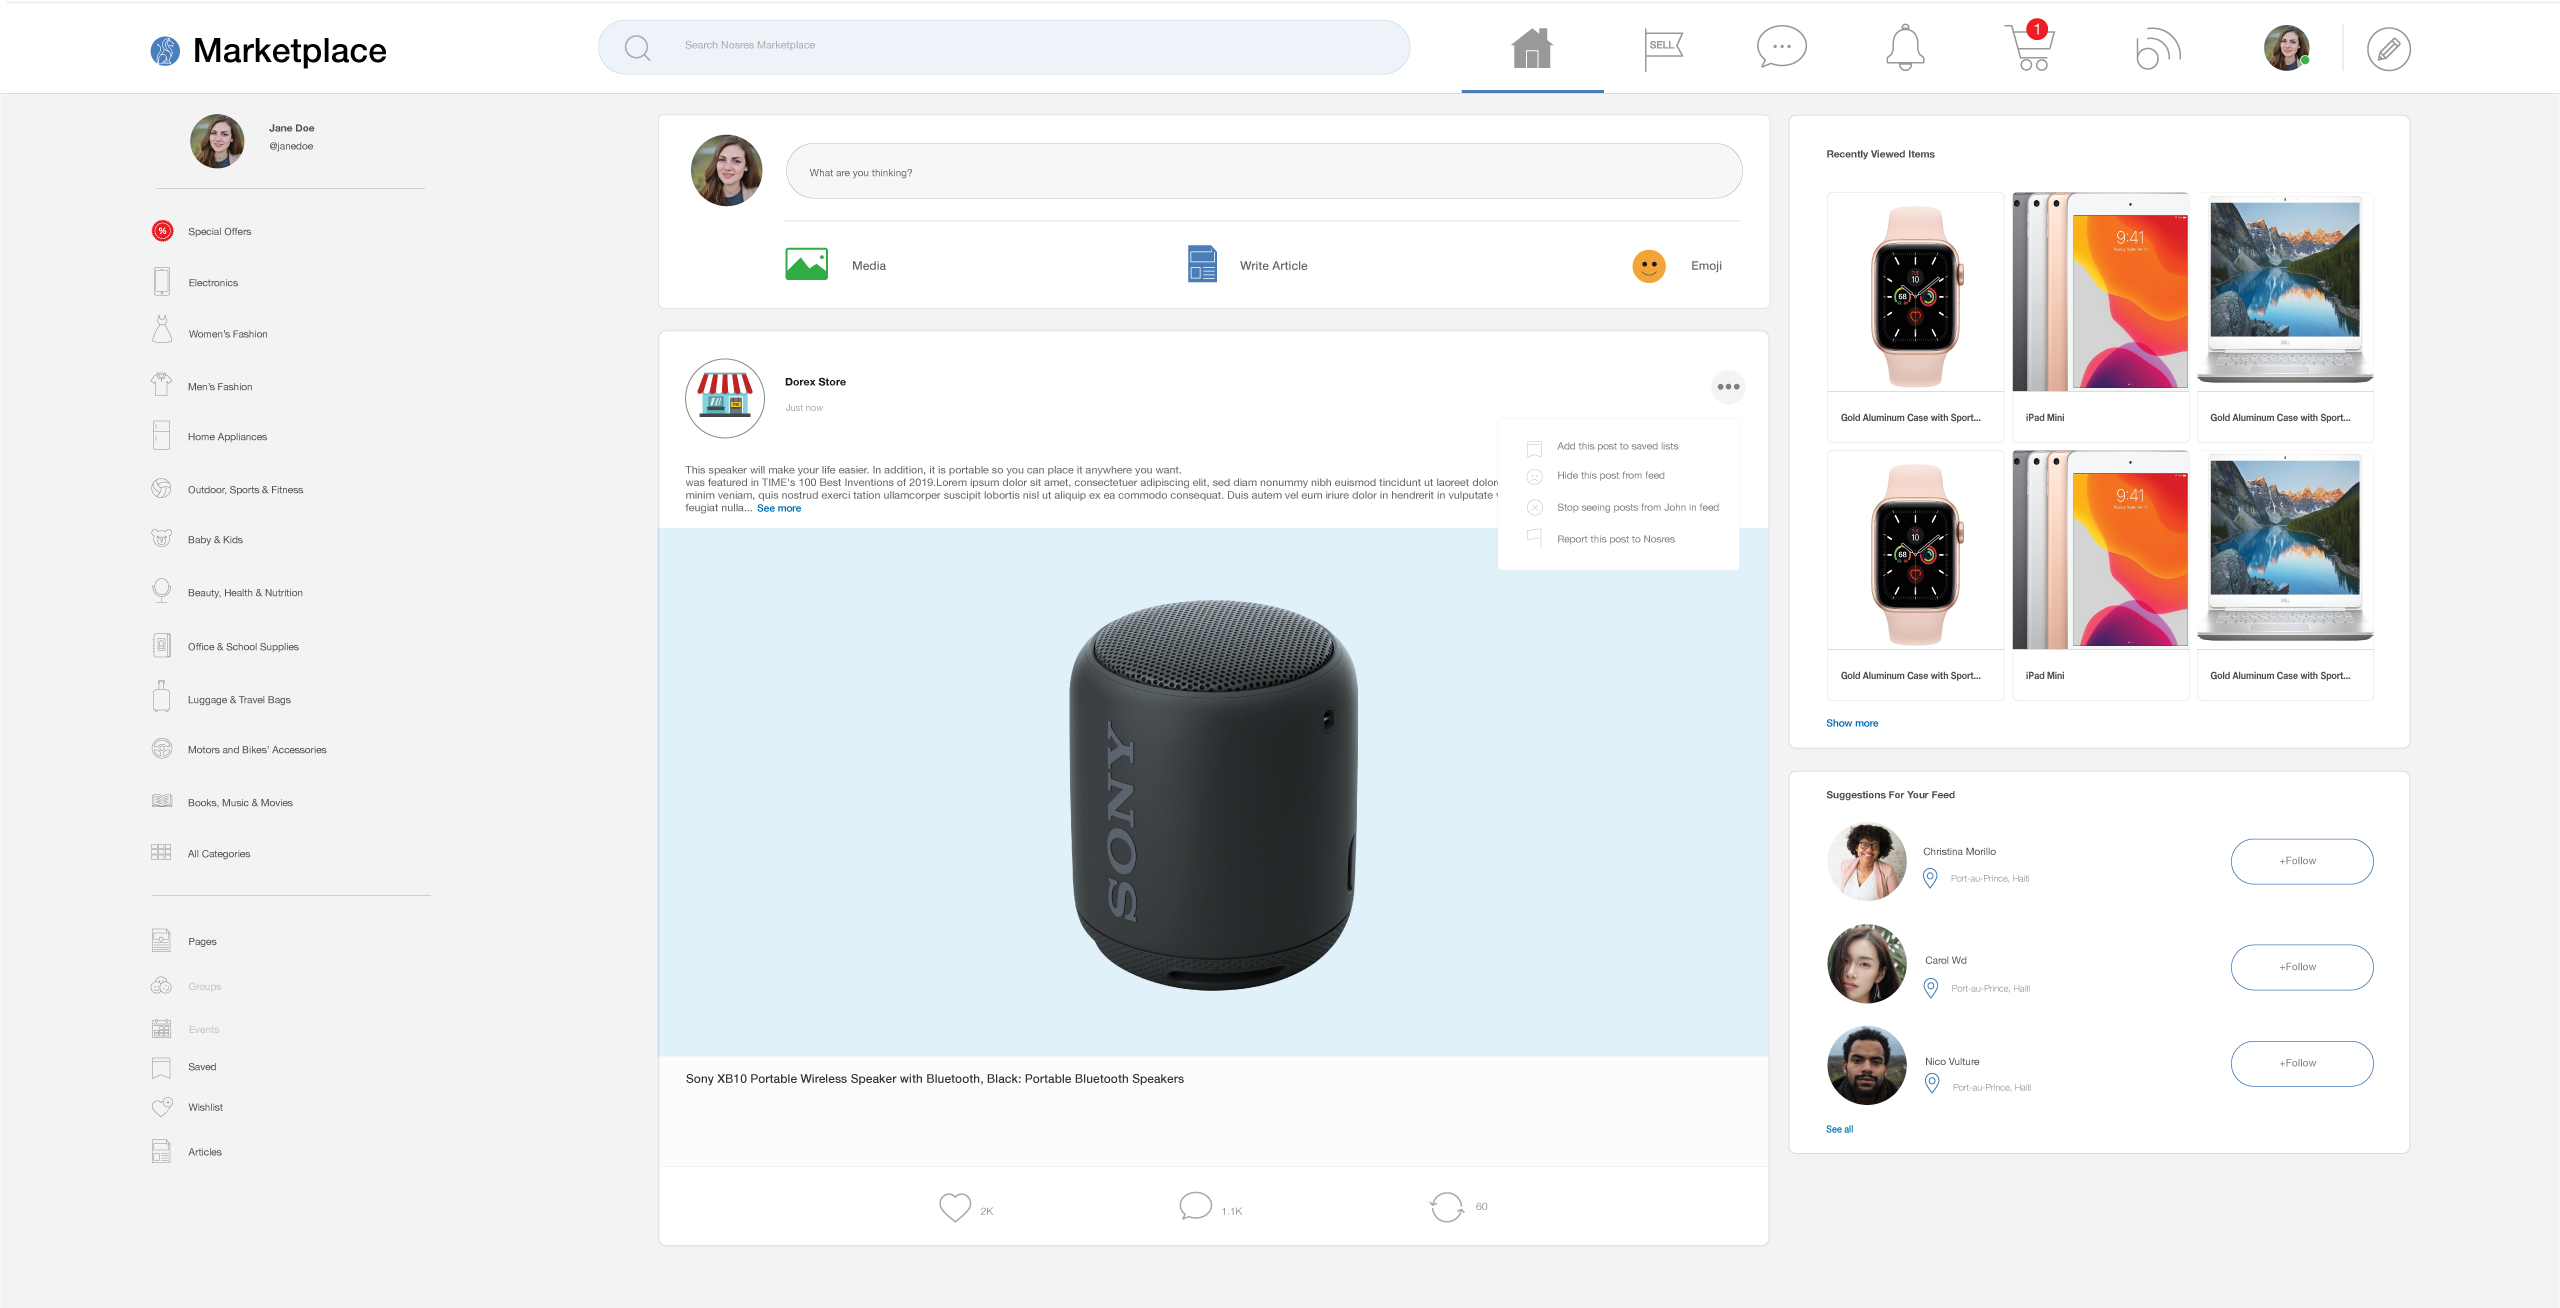 Marketplace
Search Nosres Marketplace
SELL
1
Jane Doe
@janedoe
Special Offers
Electronics
Women's Fashion
Men's Fashion
Home Appliances
Outdoor, Sports & Fitness
Baby & Kids
Beauty, Health & Nutrition
Office & School Supplies
Luggage & Travel Bags
Motors and Bikes' Accessories
Books, Music & Movies
All Categories
Pages
Groups
Events
Saved
Wishlist
Articles
What are you thinking?
Media
Write Article
Emoji
Dorex Store
Just now
Add this post to saved lists
Hide this post from feed
Stop seeing posts from John in feed
Report this post to Nosres
This speaker will make your life easier. In addition, it is portable so you can place it anywhere you want.
was featured in TIME's 100 Best Inventions of 2019.Lorem ipsum dolor sit amet, consectetuer adipiscing elit, sed diam nonummy nibh euismod tincidunt ut laoreet dolor
minim veniam, quis nostrud exerci tation ullamcorper suscipit lobortis nisl ut aliquip ex ea commodo consequat. Duis autem vel eum iriure dolor in hendrerit in vulputate
feugiat nulla... See more
SONY
Sony XB10 Portable Wireless Speaker with Bluetooth, Black: Portable Bluetooth Speakers
2K
1.1K
60
Recently Viewed Items
10
68
9:41
DELL
Gold Aluminum Case with Sport...
iPad Mini
Gold Aluminum Case with Sport...
10
68
9:41
DELL
Gold Aluminum Case with Sport...
iPad Mini
Gold Aluminum Case with Sport...
Show more
Suggestions For Your Feed
Christina Morillo
Port-au-Prince, Haiti
+Follow
Carol Wd
Port-au-Prince, Haiti
+Follow
Nico Vulture
Port-au-Prince, Haiti
+Follow
See all